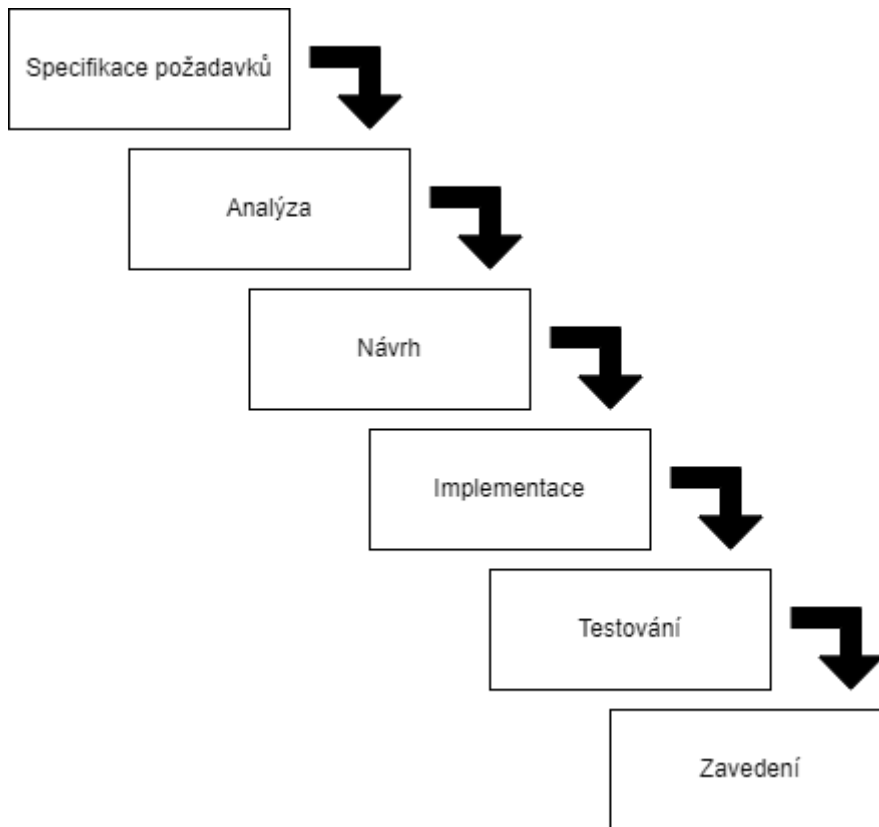 Specifikace požadavků
Analýza
Návrh
Implementace
Testování
Zavedení